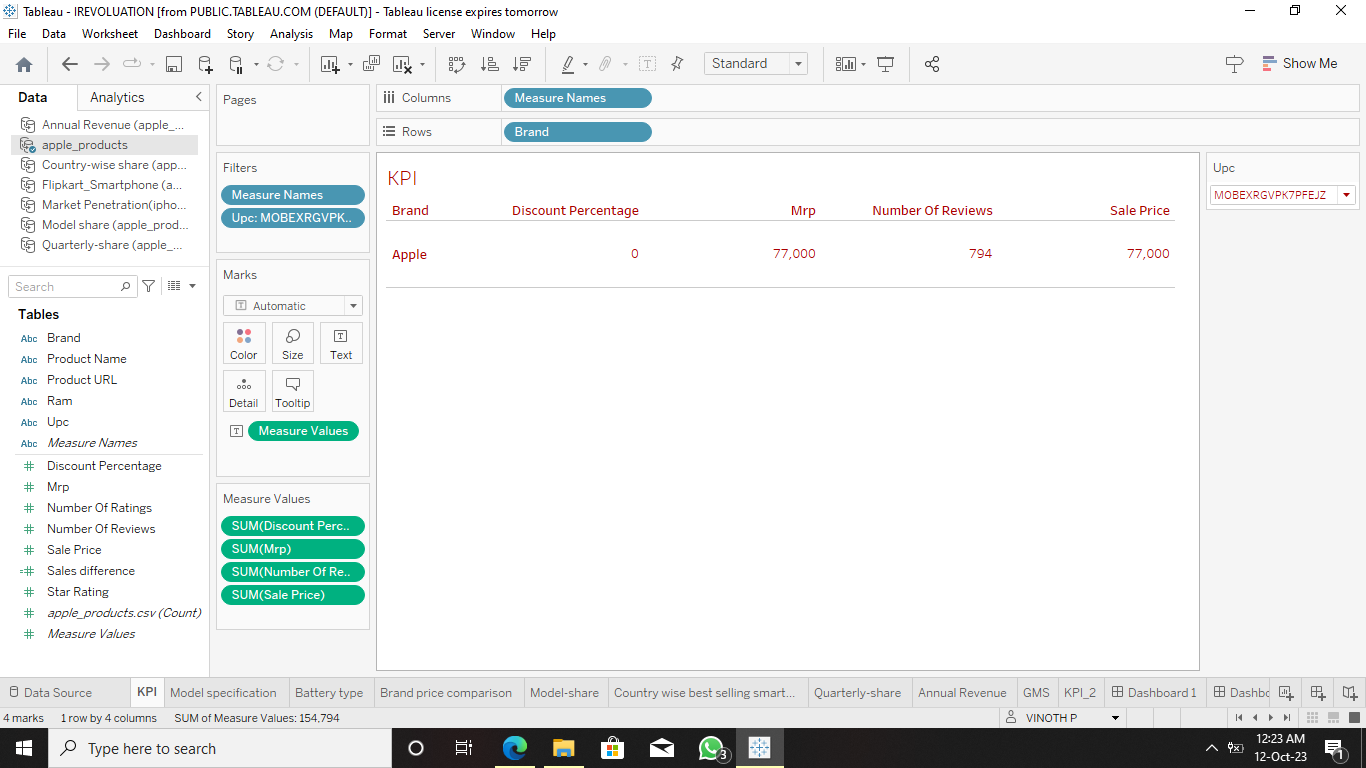 Tableau - IREVOLUATION [from PUBLIC.TABLEAU.COM (DEFAULT)] - Tableau license expires tomorrow
File Data Worksheet Dashboard Story Analysis Map Format Server Window Help
Standard
Show Me
Data Analytics
Annual Revenue (apple_...
apple_products
Country-wise share (app...
Flipkart_Smartphone (a...
Market Penetration(ipho...
Model share (apple_prod...
Quarterly-share (apple_...
Search
Tables
Abc Brand
Abc Product Name
Abc Product URL
Abc Ram
Abc Upc
Abc Measure Names
# Discount Percentage
# Mrp
# Number Of Ratings
# Number Of Reviews
# Sale Price
=# Sales difference
# Star Rating
# apple_products.csv (Count)
# Measure Values
Pages
Filters
Measure Names
Upc: MOBEXRGVPK..
Marks
T Automatic
Color Size Text
Detail Tooltip
T Measure Values
Measure Values
SUM(Discount Perc..
SUM(Mrp)
SUM(Number Of Re..
SUM(Sale Price)
Columns Measure Names
Rows Brand
KPI
Brand Discount Percentage Mrp Number Of Reviews Sale Price
Apple 0 77,000 794 77,000
Upc
MOBEXRGVPK7PFEJZ
Data Source KPI Model specification Battery type Brand price comparison Model-share Country wise best selling smart... Quarterly-share Annual Revenue GMS KPI_2 Dashboard 1 Dashbo
4 marks 1 row by 4 columns SUM of Measure Values: 154,794 VINOTH P
Type here to search
3
12:23 AM
12-Oct-23
1